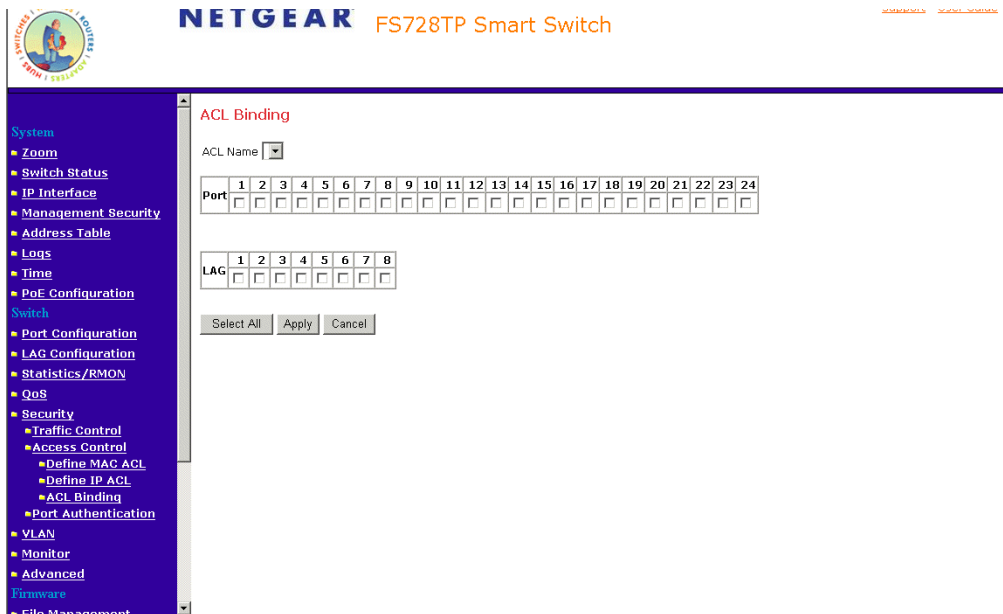 NETGEAR FS728TP Smart Switch
ACL Binding
ACL Name
Port 1 2 3 4 5 6 7 8 9 10 11 12 13 14 15 16 17 18 19 20 21 22 23 24
LAG 1 2 3 4 5 6 7 8
Select All Apply Cancel
System
Zoom
Switch Status
IP Interface
Management Security
Address Table
Logs
Time
PoE Configuration
Switch
Port Configuration
LAG Configuration
Statistics/RMON
QoS
Security
Traffic Control
Access Control
Define MAC ACL
Define IP ACL
ACL Binding
Port Authentication
VLAN
Monitor
Advanced
Firmware
File Management